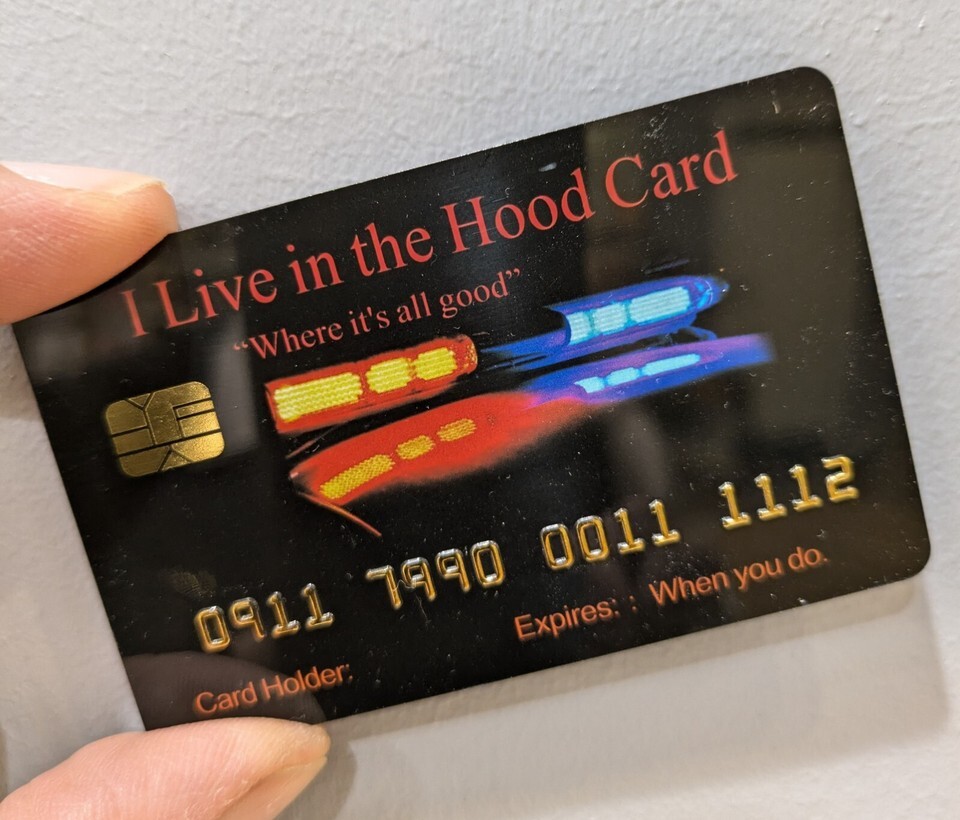 I Live in the Hood Card
“Where it's all good”
0911 7990 0011 1112
Expires: : When you do.
Card Holder: